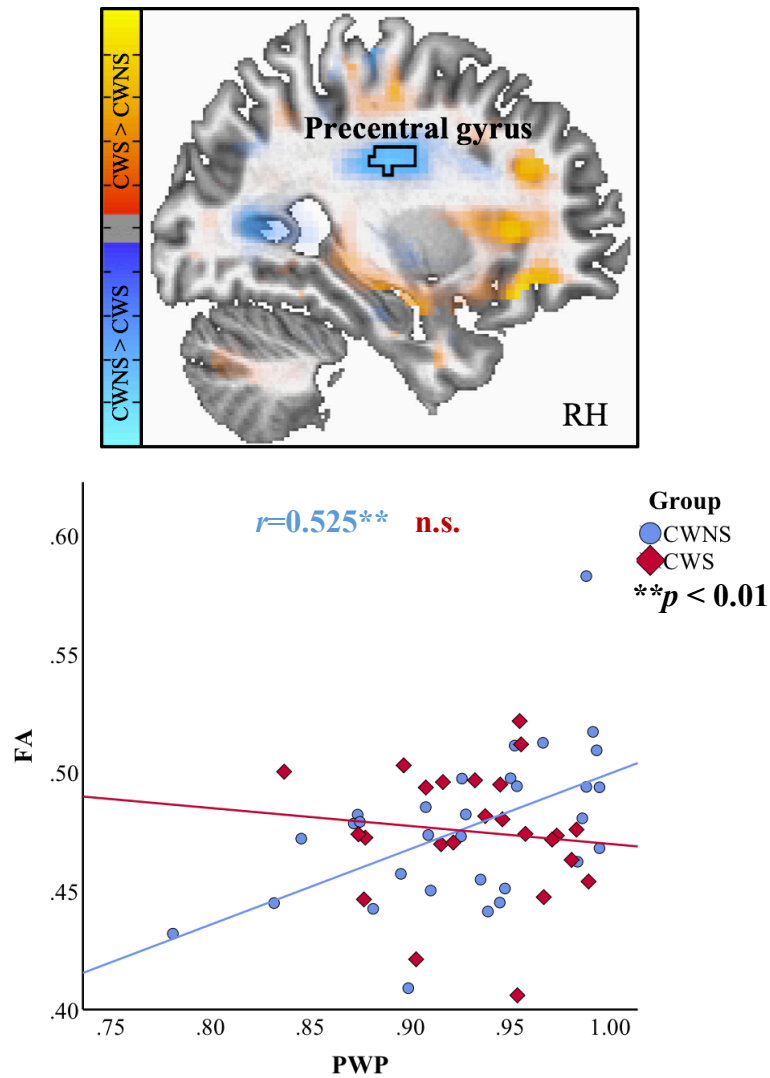 CWS > CWNS
CWNS > CWS
Precentral gyrus
RH
r=0.525** n.s.
Group
CWNS
CWS
**p < 0.01
FA
.60
.55
.50
.45
.40
.75 .80 .85 .90 .95 1.00
PWP